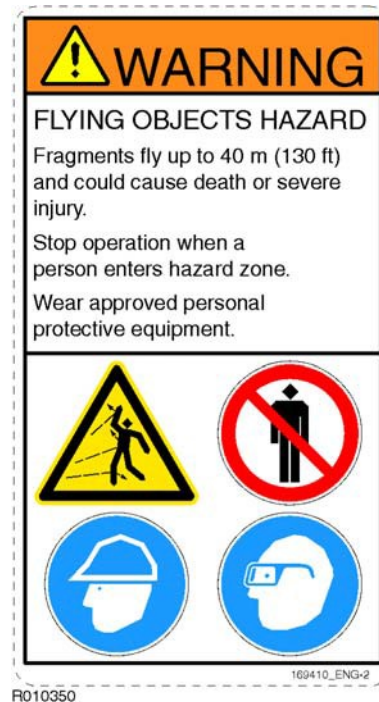 WARNING
FLYING OBJECTS HAZARD
Fragments fly up to 40 m (130 ft)
and could cause death or severe
injury.
Stop operation when a
person enters hazard zone.
Wear approved personal
protective equipment.
169410_ENG-2
R010350